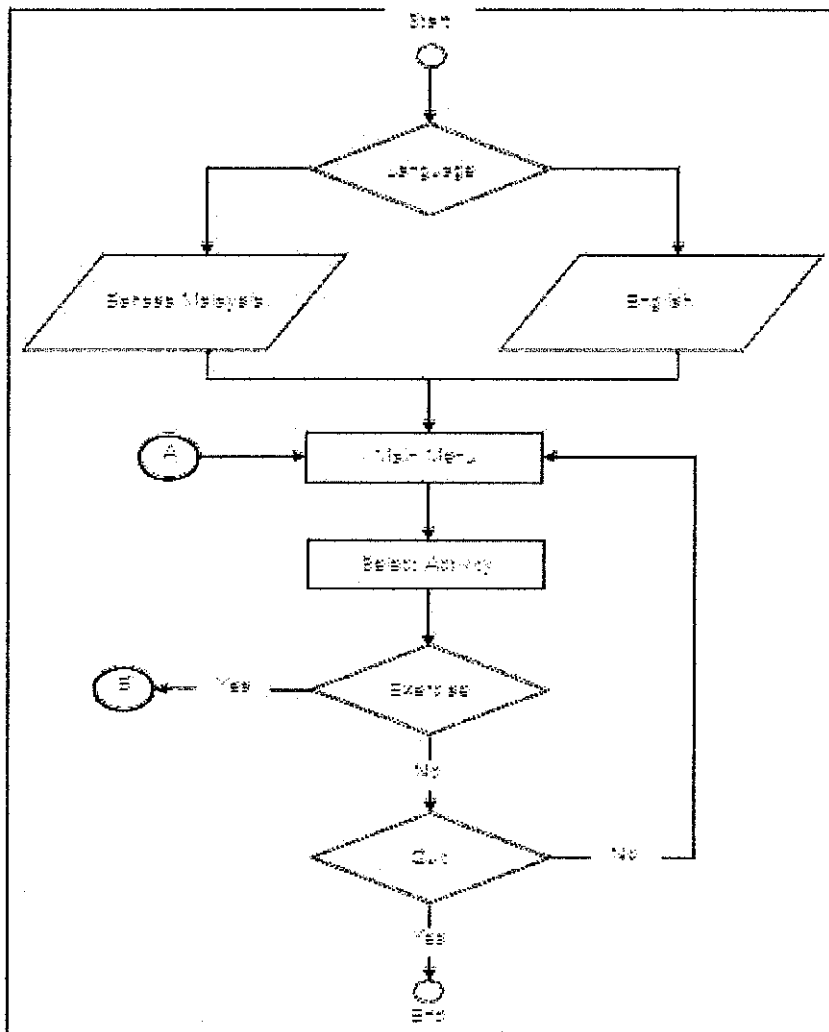 Start
Language
Bahasa Malaysia
English
A
Main Menu
Select Activity
B
Yes
Exercise
No
Quit
No
Yes
End